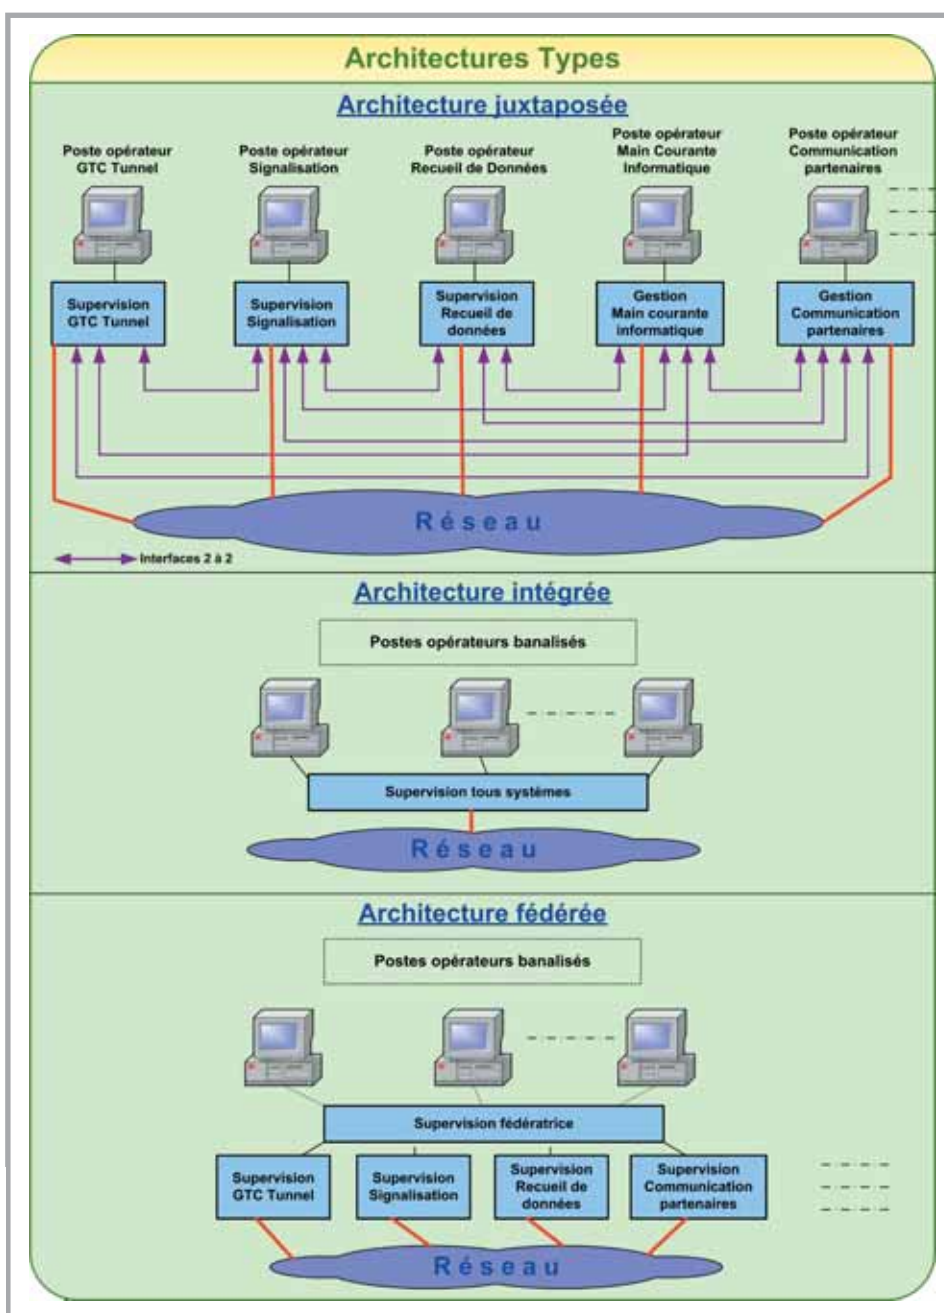 Architectures Types
Architecture juxtaposée
Poste opérateur
GTC Tunnel
Poste opérateur
Signalisation
Poste opérateur
Recueil de Données
Poste opérateur
Main Courante
Informatique
Poste opérateur
Communication
partenaires
Supervision
GTC Tunnel
Supervision
Signalisation
Supervision
Recueil de
données
Gestion
Main courante
informatique
Gestion
Communication
partenaires
Réseau
Interfaces 2 à 2
Architecture intégrée
Postes opérateurs banalisés
Supervision tous systèmes
Réseau
Architecture fédérée
Postes opérateurs banalisés
Supervision fédératrice
Supervision
GTC Tunnel
Supervision
Signalisation
Supervision
Recueil de
données
Supervision
Communication
partenaires
Réseau